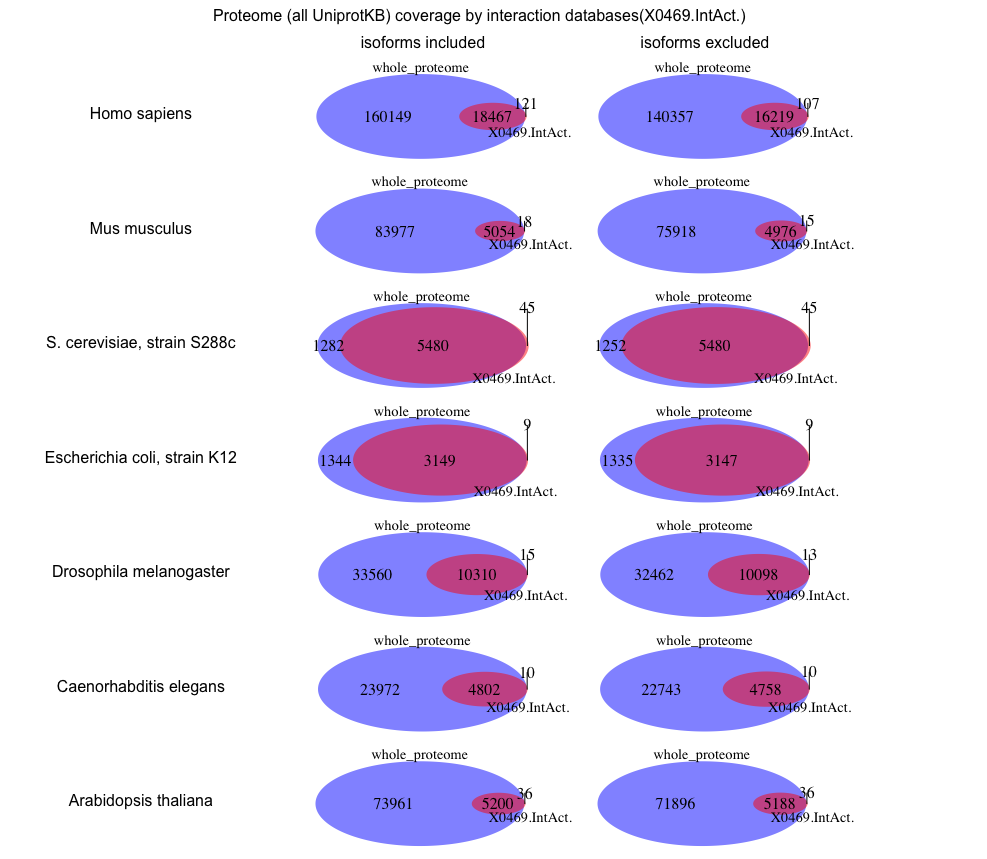 Proteome (all UniprotKB) coverage by interaction databases(X0469.IntAct.)
isoforms included isoforms excluded
whole_proteome whole_proteome
121 107
Homo sapiens 160149 18467 140357 16219
X0469.IntAct. X0469.IntAct.
whole_proteome whole_proteome
18 15
Mus musculus 83977 5054 75918 4976
X0469.IntAct. X0469.IntAct.
whole_proteome whole_proteome
45 45
S. cerevisiae, strain S288c 1282 5480 1252 5480
X0469.IntAct. X0469.IntAct.
whole_proteome whole_proteome
9 9
Escherichia coli, strain K12 1344 3149 1335 3147
X0469.IntAct. X0469.IntAct.
whole_proteome whole_proteome
15 13
Drosophila melanogaster 33560 10310 32462 10098
X0469.IntAct. X0469.IntAct.
whole_proteome whole_proteome
10 10
Caenorhabditis elegans 23972 4802 22743 4758
X0469.IntAct. X0469.IntAct.
whole_proteome whole_proteome
36 36
Arabidopsis thaliana 73961 5200 71896 5188
X0469.IntAct. X0469.IntAct.